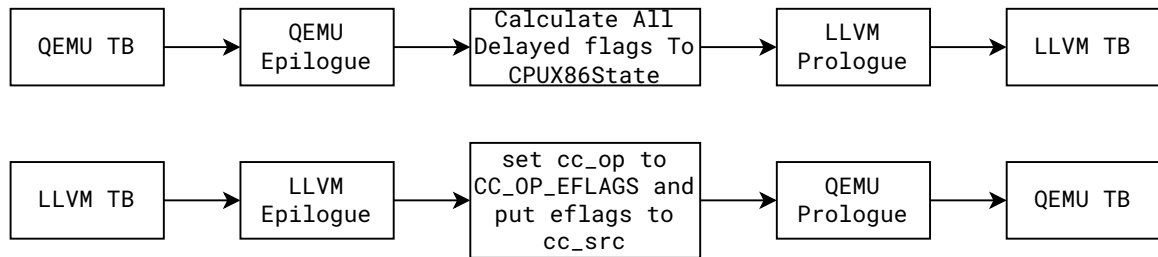 QEMU TB
QEMU
Epilogue
Calculate All
Delayed flags To
CPUX86State
LLVM
Prologue
LLVM TB
LLVM TB
LLVM
Epilogue
set cc_op to
CC_OP_EFLAGS and
put eflags to
cc_src
QEMU
Prologue
QEMU TB